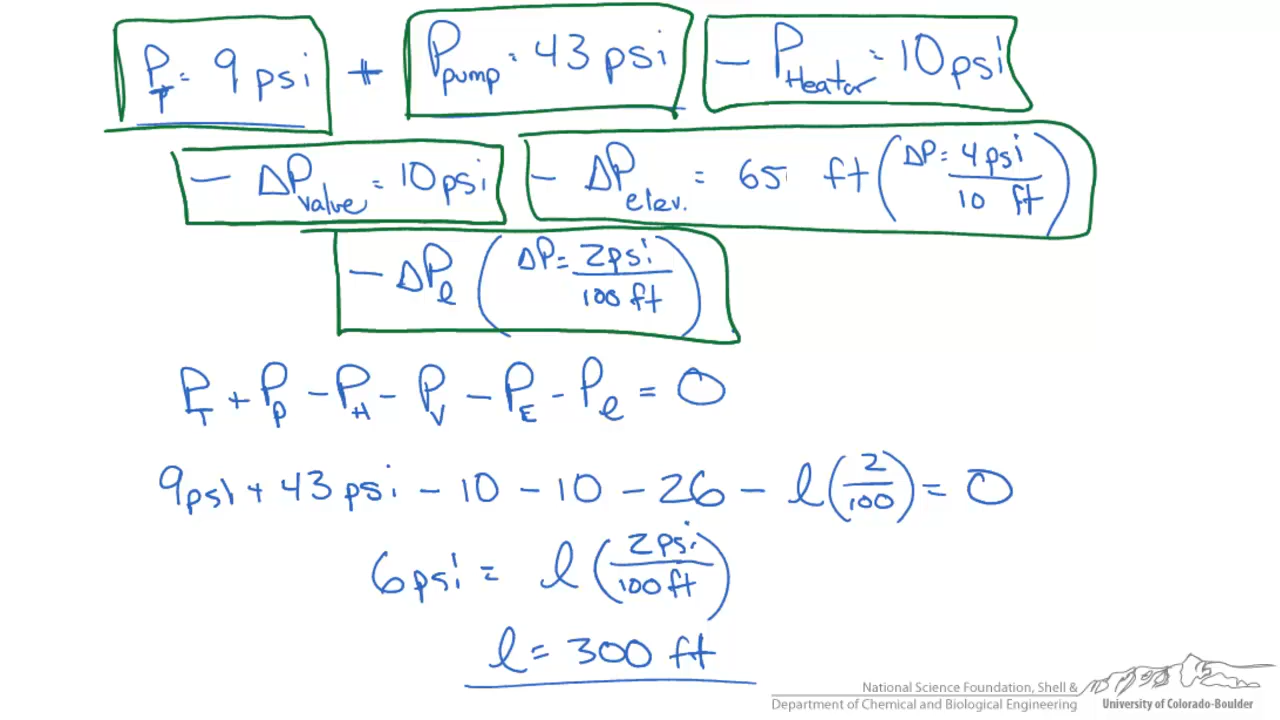 P_T = 9 psi + P_pump = 43 psi - P_Heator = 10 psi
- ΔP_valve = 10 psi - ΔP_elev. = 65 ft (ΔP = 4 psi / 10 ft)
- ΔP_l (ΔP = 2 psi / 100 ft)
P_T + P_P - P_H - P_V - P_E - P_l = 0
9 psi + 43 psi - 10 - 10 - 26 - l (2 / 100) = 0
6 psi = l (2 psi / 100 ft)
l = 300 ft
National Science Foundation, Shell &
Department of Chemical and Biological Engineering
University of Colorado-Boulder